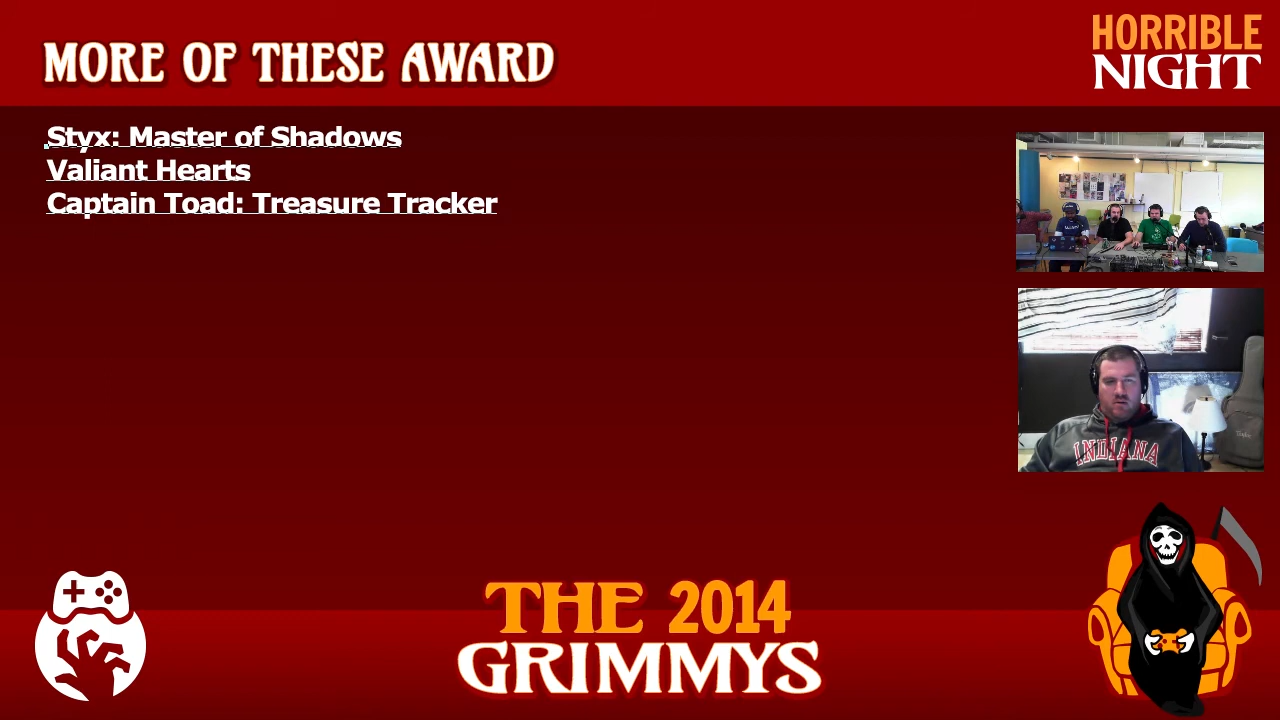 MORE OF THESE AWARD
HORRIBLE
NIGHT
Styx: Master of Shadows
Valiant Hearts
Captain Toad: Treasure Tracker
INDIANA
THE 2014
GRIMMYS